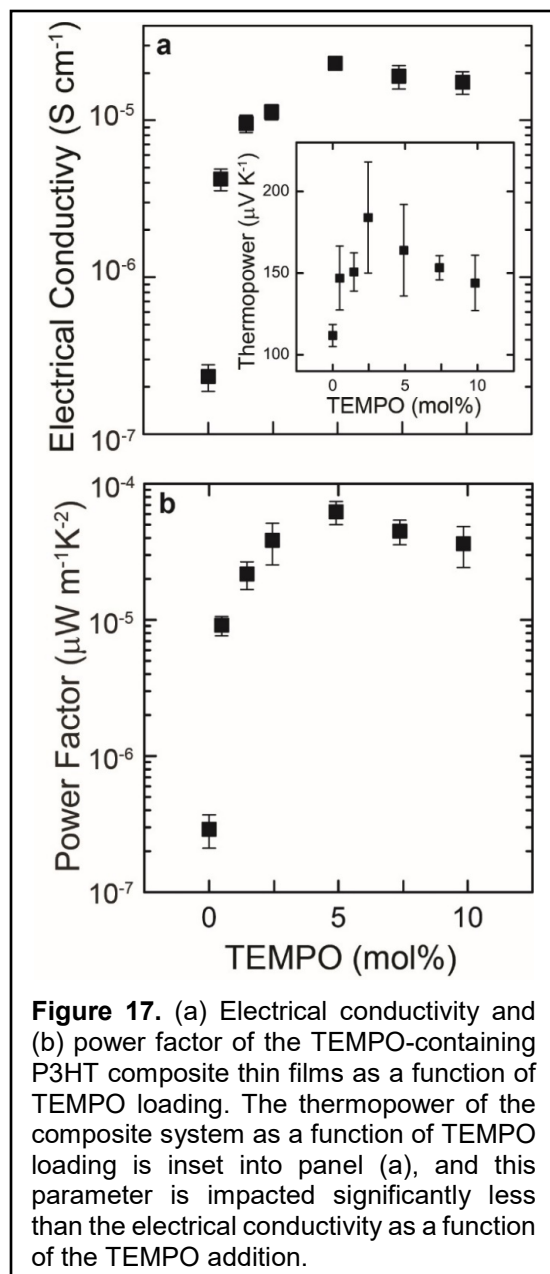 a
Electrical Conductivy (S cm⁻¹)
10⁻⁵
10⁻⁶
10⁻⁷
Thermopower (μV K⁻¹)
200
150
100
0 5 10
TEMPO (mol%)
b
Power Factor (μW m⁻¹K⁻²)
10⁻⁴
10⁻⁵
10⁻⁶
10⁻⁷
0 5 10
TEMPO (mol%)
Figure 17. (a) Electrical conductivity and
(b) power factor of the TEMPO-containing
P3HT composite thin films as a function of
TEMPO loading. The thermopower of the
composite system as a function of TEMPO
loading is inset into panel (a), and this
parameter is impacted significantly less
than the electrical conductivity as a function
of the TEMPO addition.